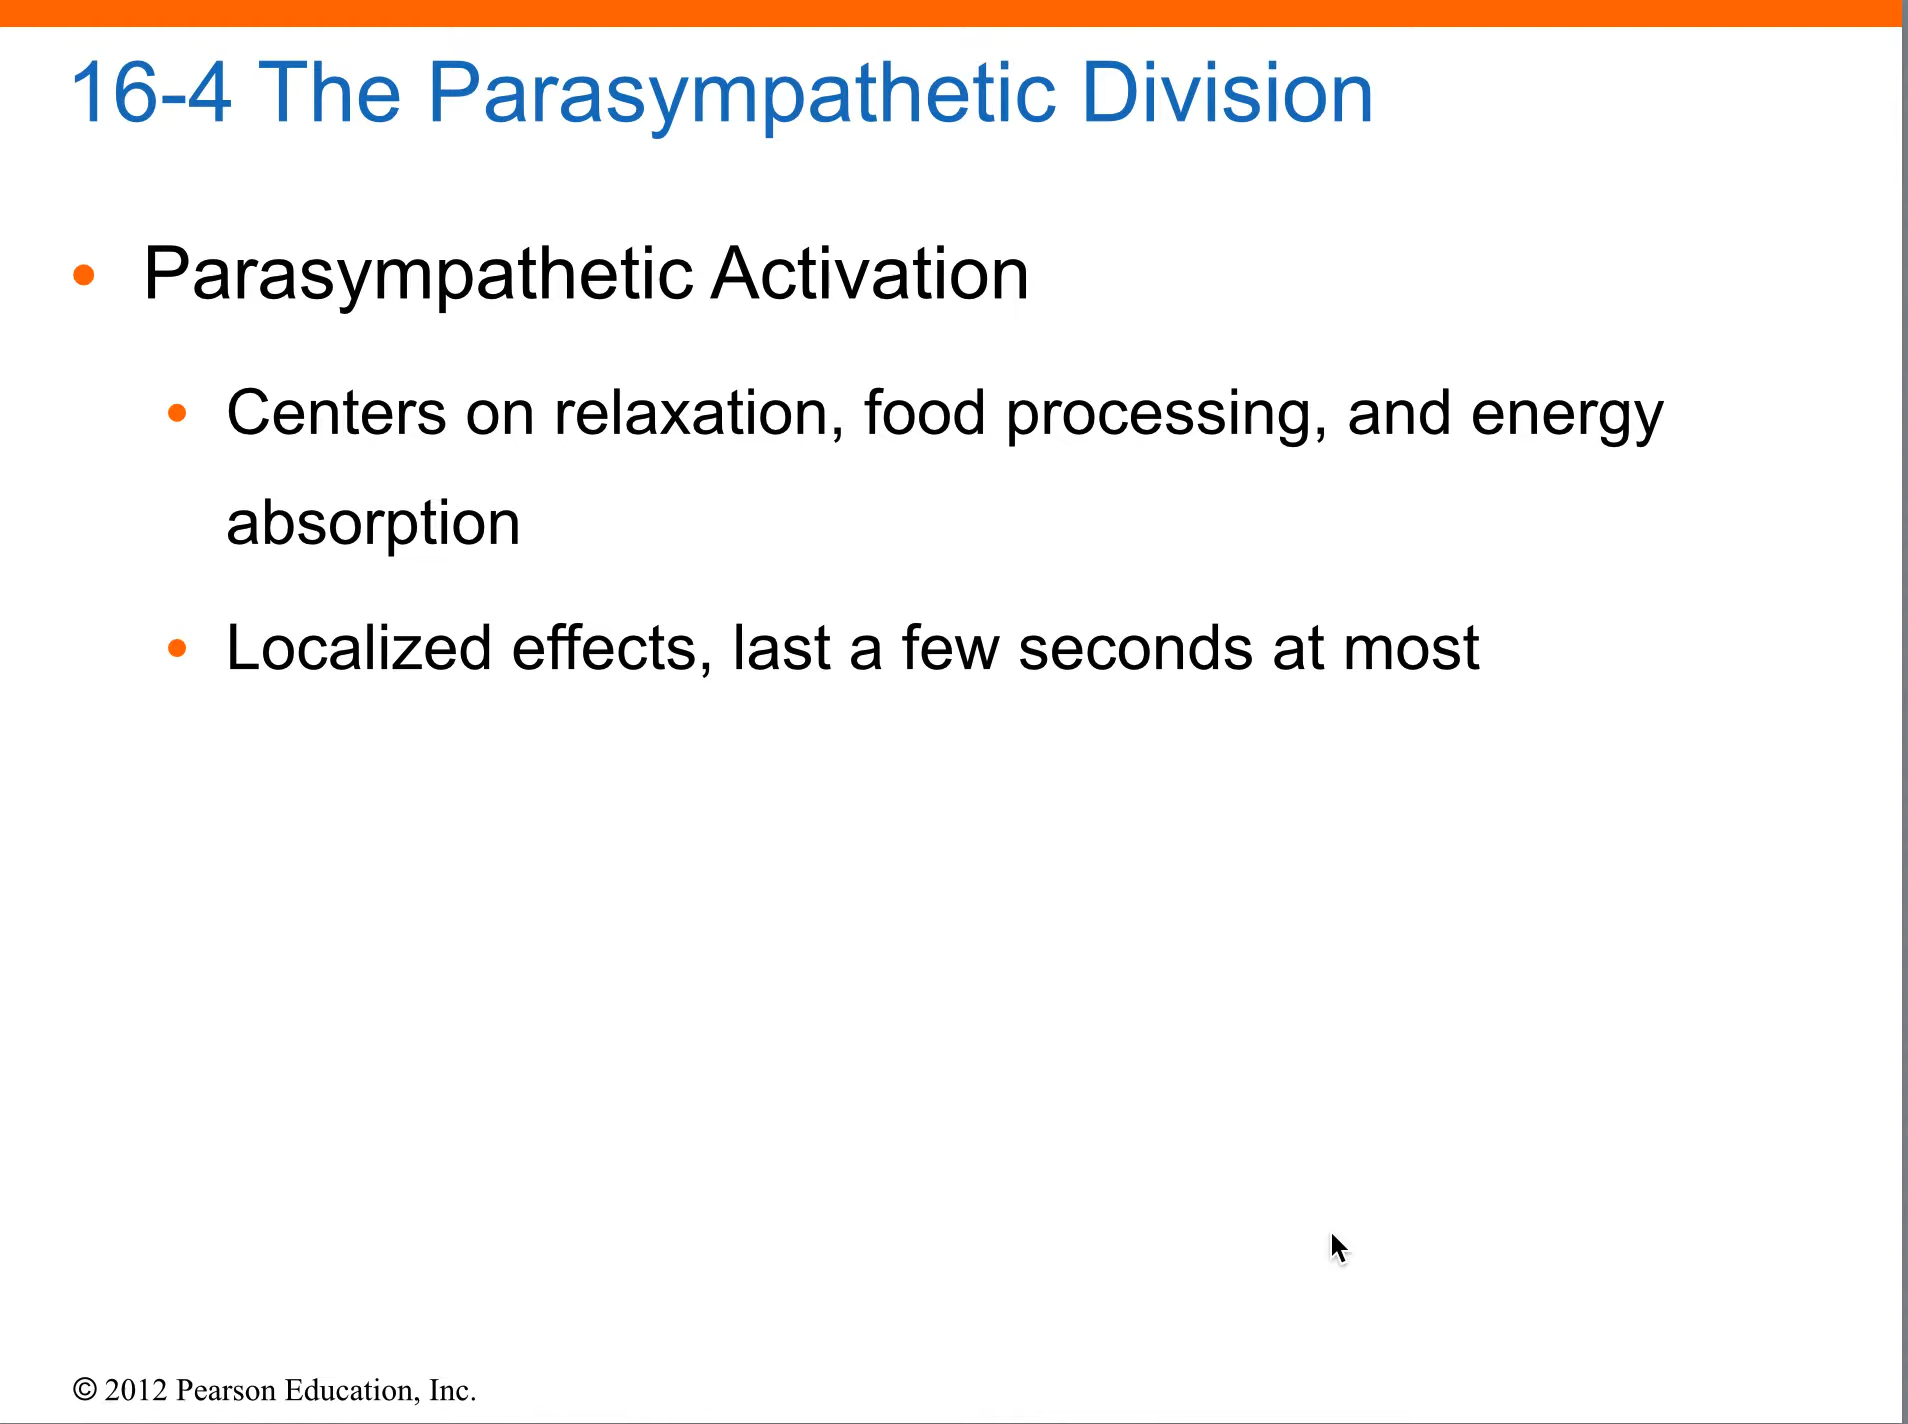 16-4 The Parasympathetic Division
• Parasympathetic Activation
• Centers on relaxation, food processing, and energy
absorption
• Localized effects, last a few seconds at most
© 2012 Pearson Education, Inc.